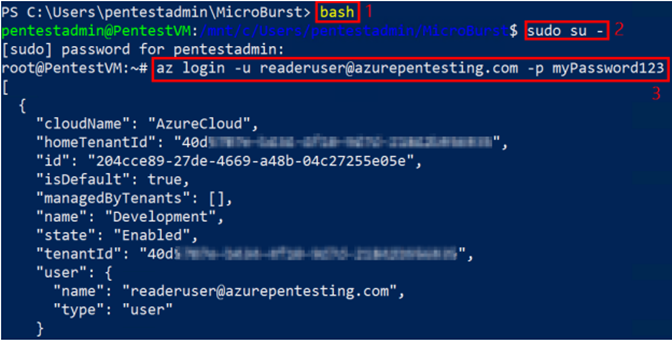 PS C:\Users\pentestadmin\MicroBurst> bash 1
pentestadmin@PentestVM:/mnt/c/Users/pentestadmin/MicroBurst$ sudo su - 2
[sudo] password for pentestadmin:
root@PentestVM:~# az login -u readeruser@azurepentesting.com -p myPassword123
3
[
  {
    "cloudName": "AzureCloud",
    "homeTenantId": "40d",
    "id": "204cce89-27de-4669-a48b-04c27255e05e",
    "isDefault": true,
    "managedByTenants": [],
    "name": "Development",
    "state": "Enabled",
    "tenantId": "40d",
    "user": {
      "name": "readeruser@azurepentesting.com",
      "type": "user"
    }